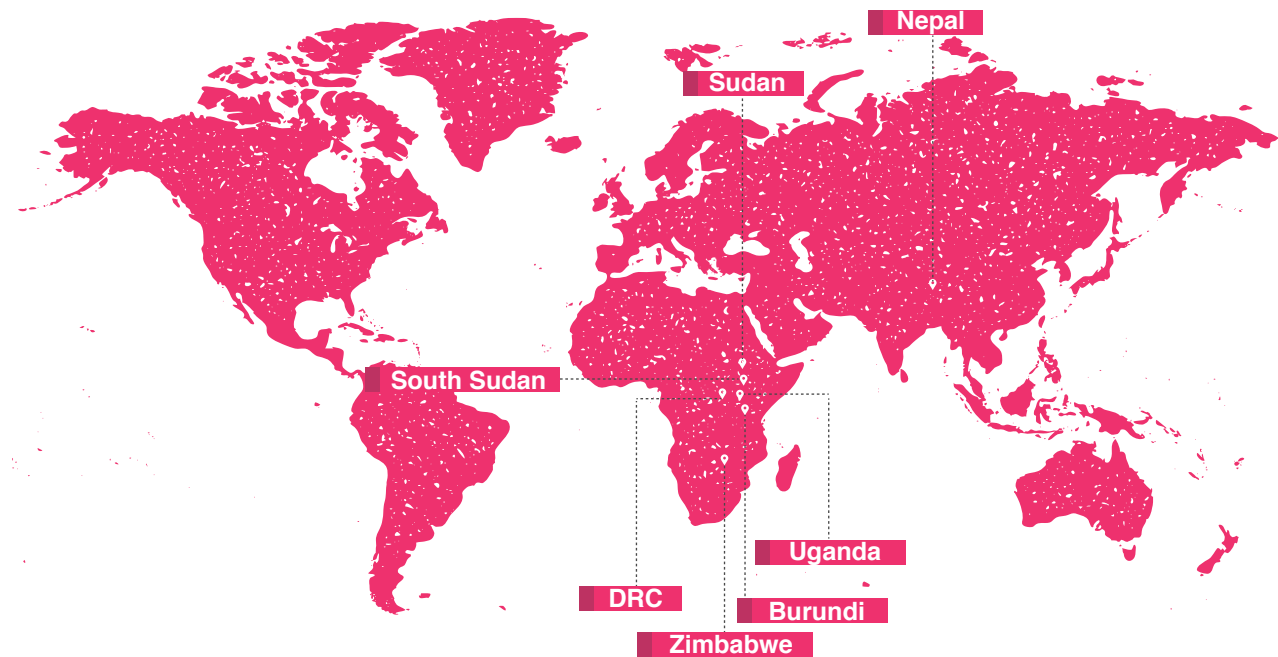 Nepal
Sudan
South Sudan
Uganda
DRC
Burundi
Zimbabwe